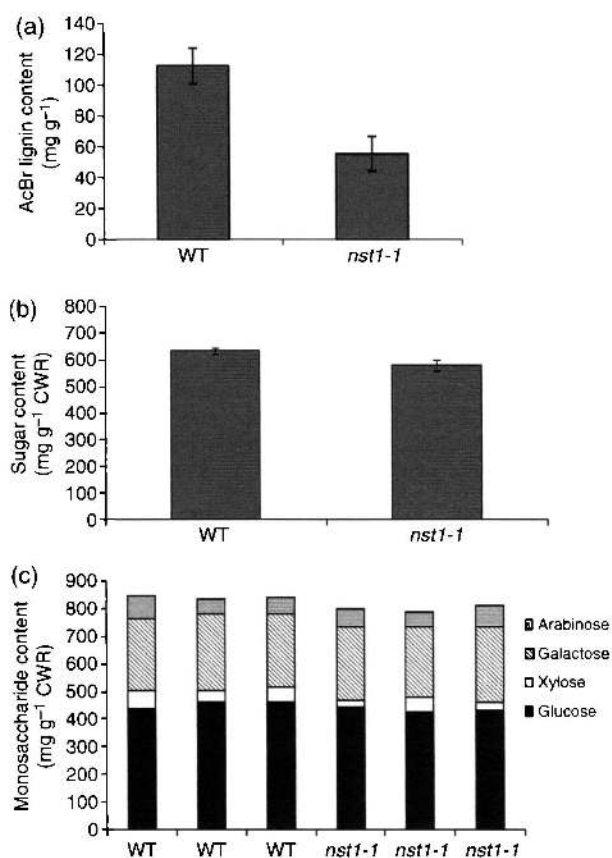 (a)
AcBr lignin content
(mg g⁻¹)
140
120
100
80
60
40
20
0
WT nst1-1
(b)
Sugar content
(mg g⁻¹ CWR)
800
700
600
500
400
300
200
100
0
WT nst1-1
(c)
Monosaccharide content
(mg g⁻¹ CWR)
900
800
700
600
500
400
300
200
100
0
Arabinose
Galactose
Xylose
Glucose
WT WT WT nst1-1 nst1-1 nst1-1